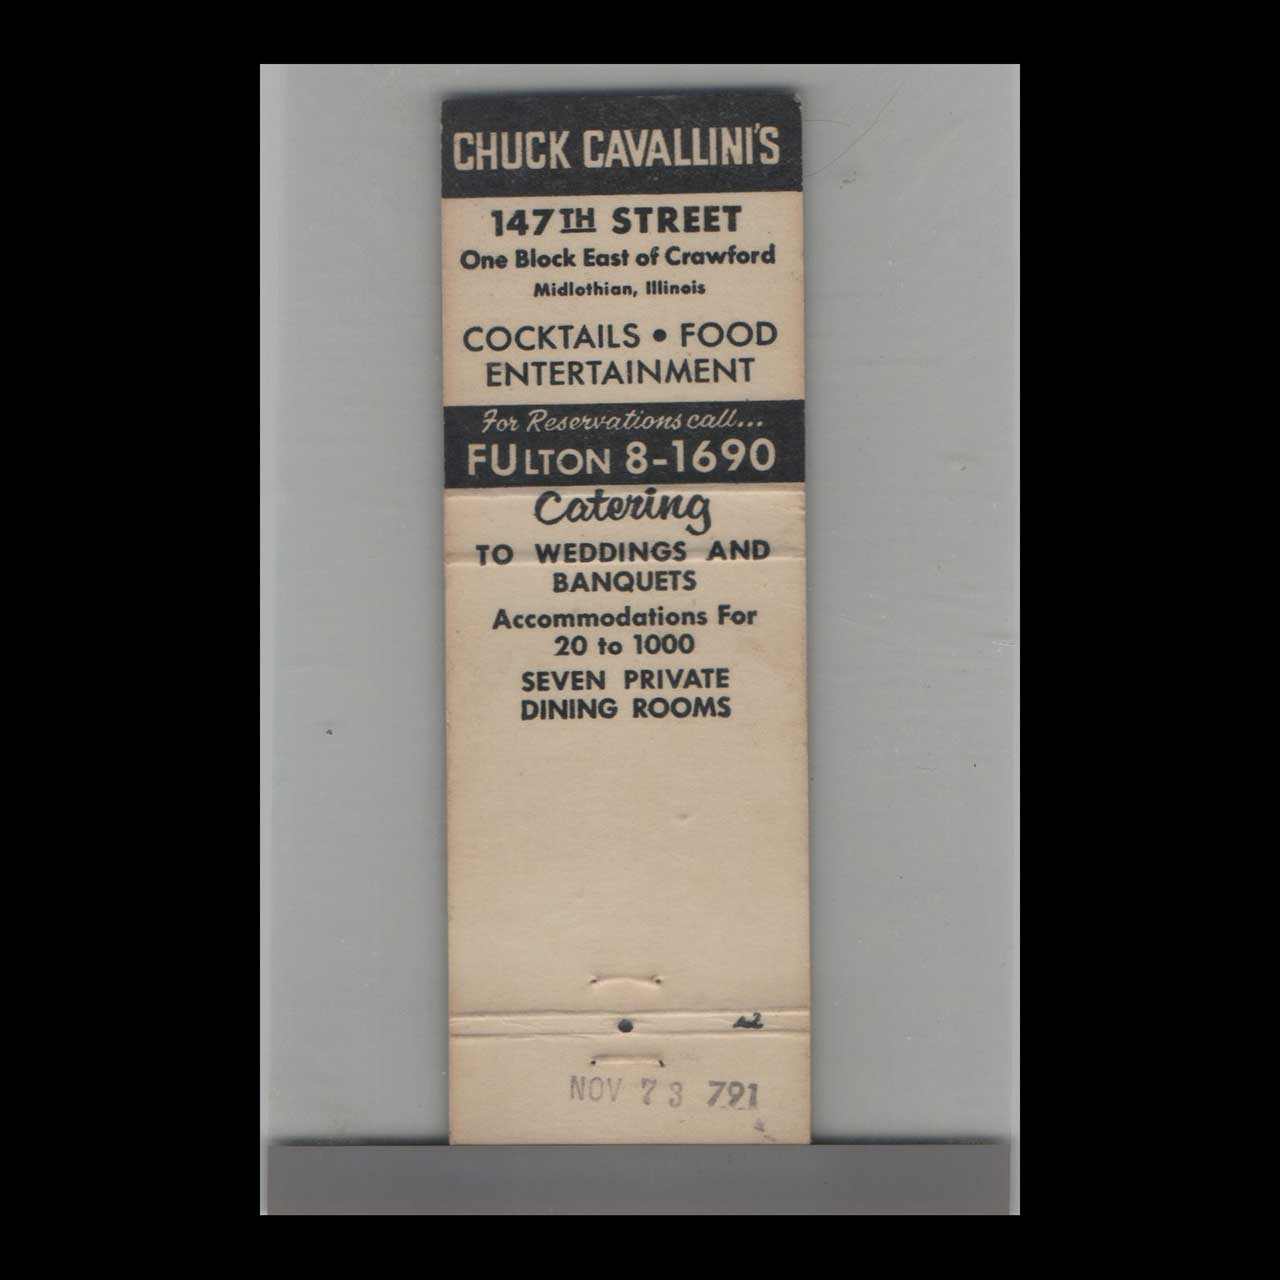 CHUCK CAVALLINI'S
147TH STREET
One Block East of Crawford
Midlothian, Illinois
COCKTAILS • FOOD
ENTERTAINMENT
For Reservations call...
FULTON 8-1690
Catering
TO WEDDINGS AND
BANQUETS
Accommodations For
20 to 1000
SEVEN PRIVATE
DINING ROOMS
NOV 73 791